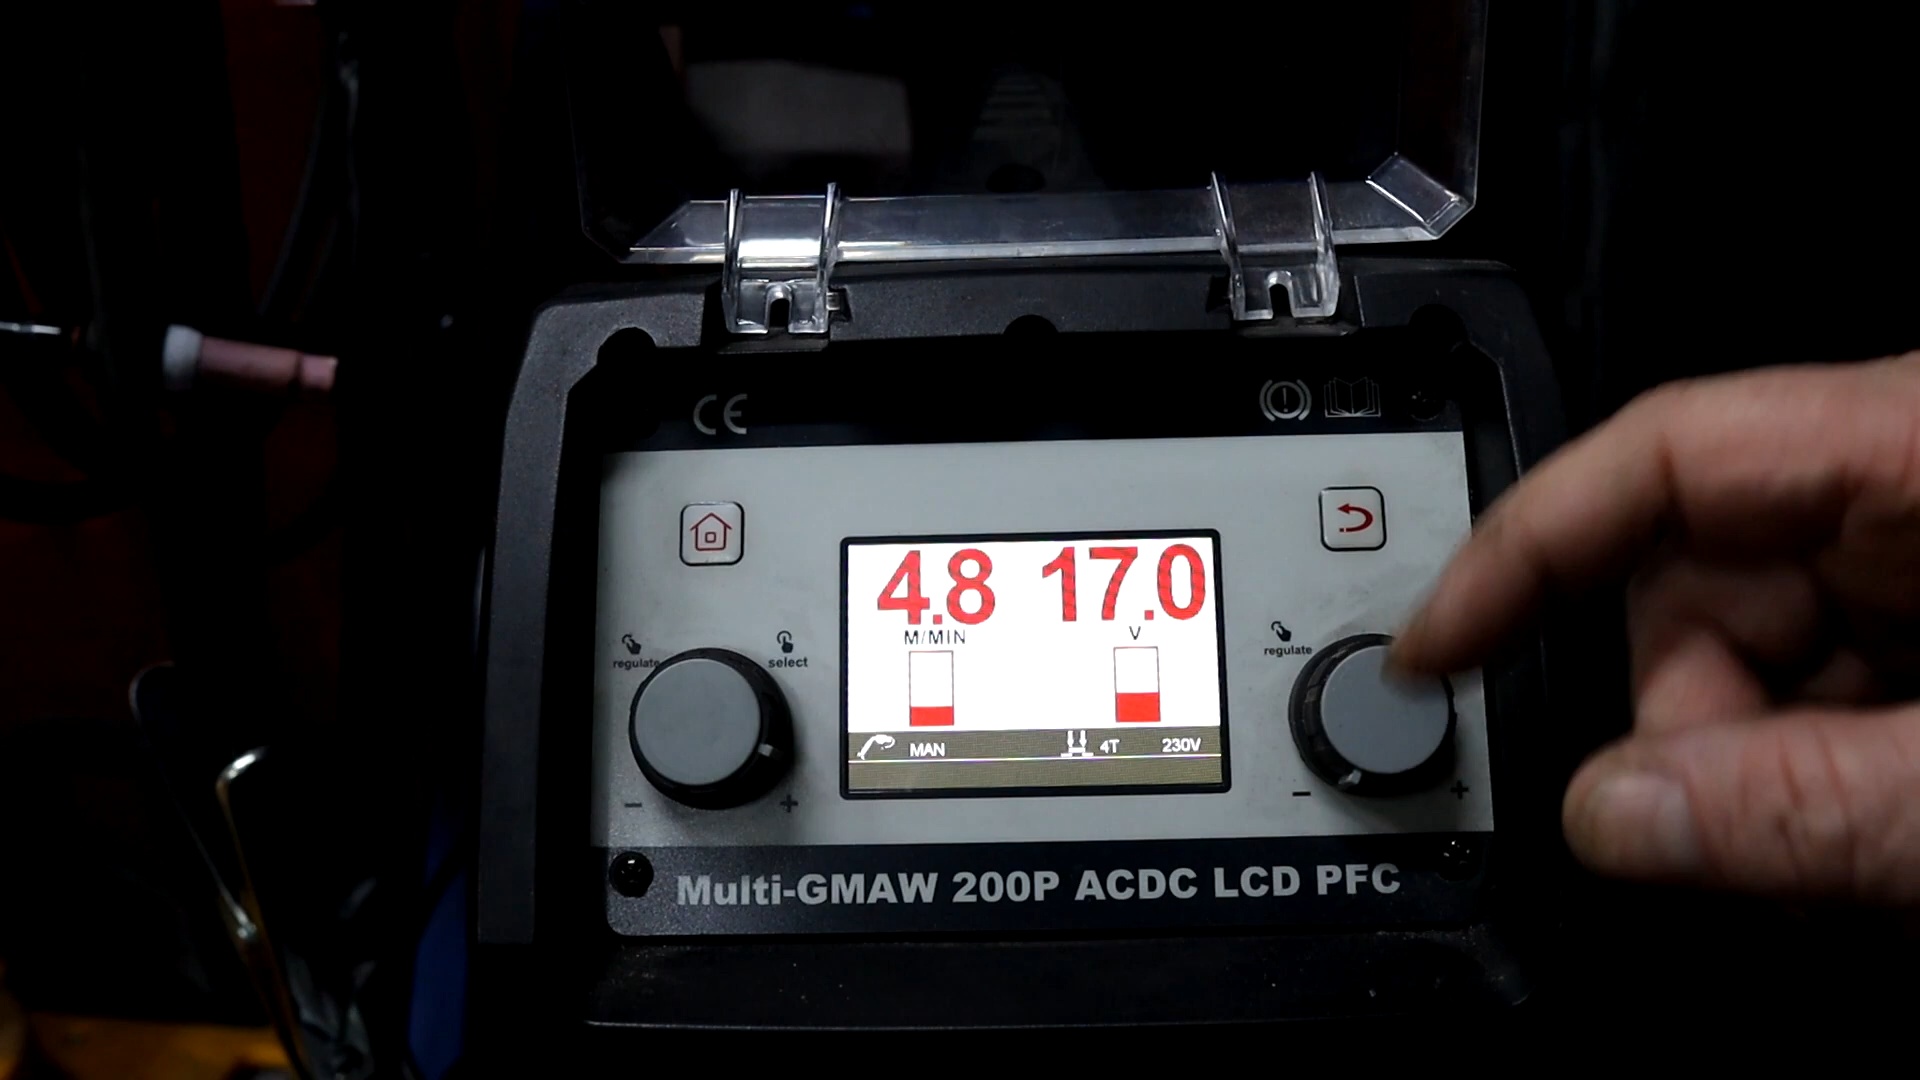 CE
4.8 17.0
M/MIN V
regulate select
regulate
MAN 4T 230V
− +
− +
Multi-GMAW 200P ACDC LCD PFC